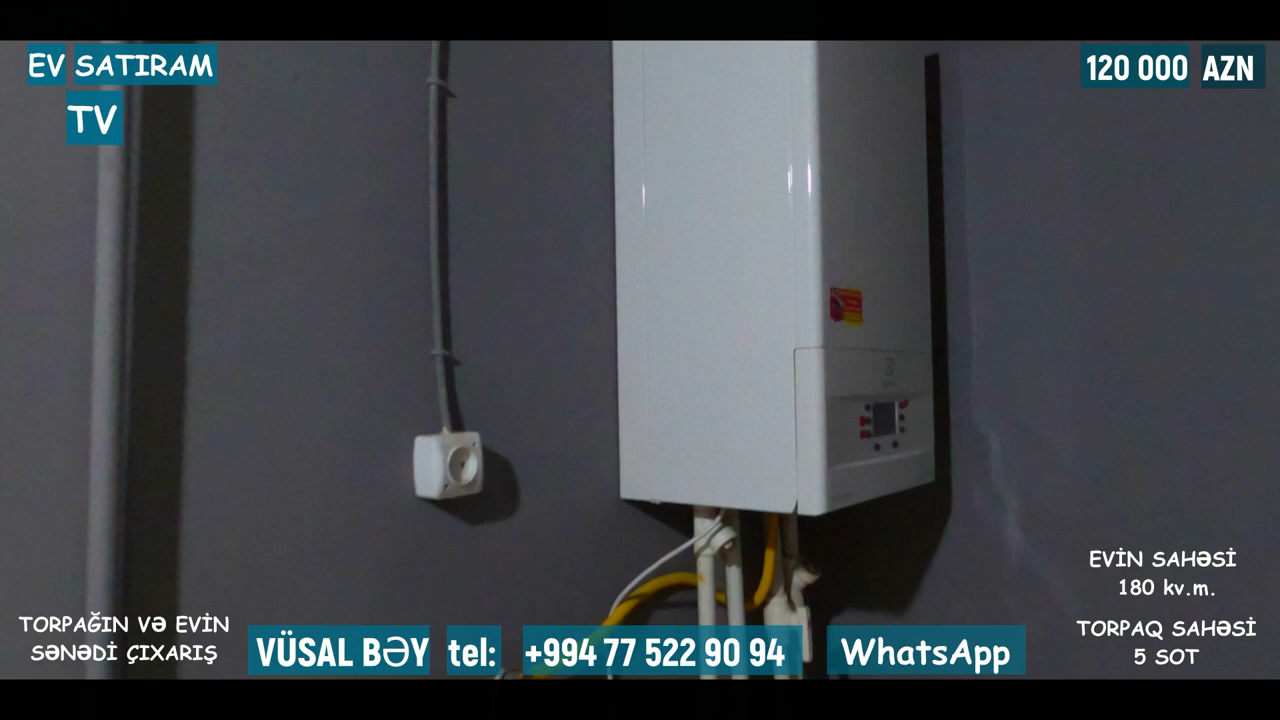 EV SATIRAM
TV
120 000 AZN
EVİN SAHƏSİ
180 kv.m.
TORPAQ SAHƏSİ
5 SOT
TORPAĞIN VƏ EVİN
SƏNƏDİ ÇIXARIŞ
VÜSAL BƏY tel: +994 77 522 90 94 WhatsApp